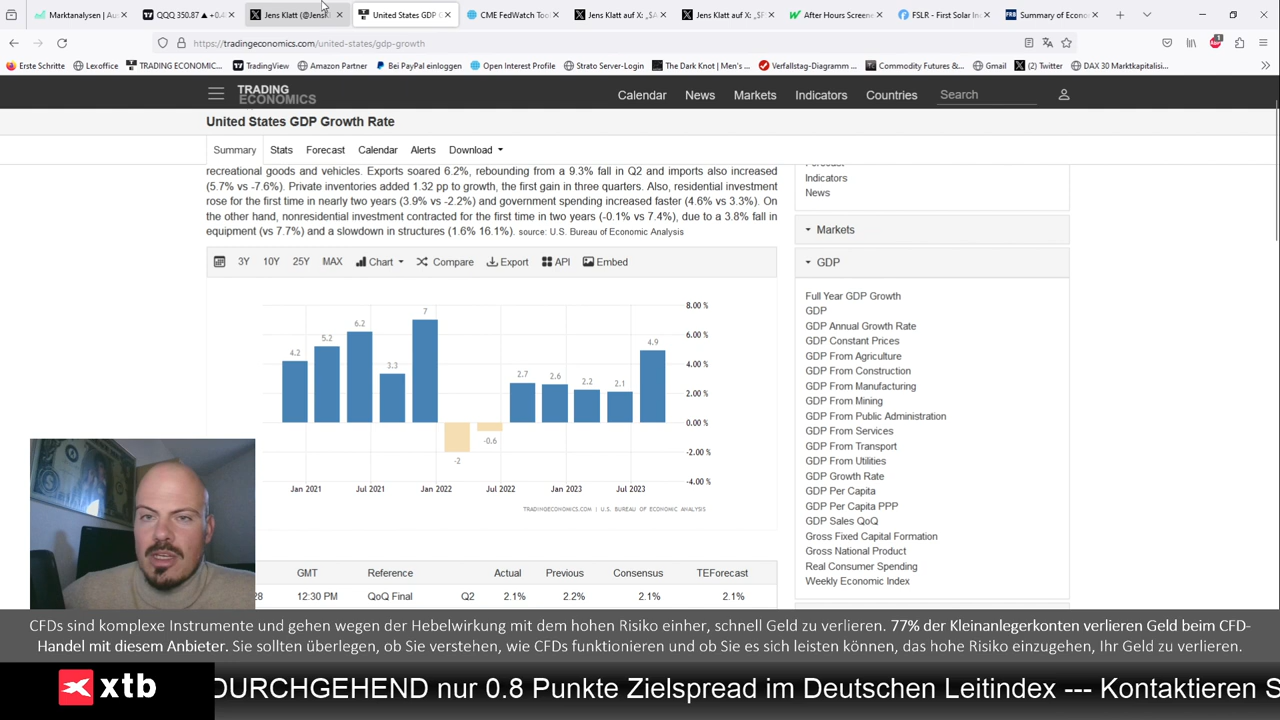 Marktanalysen | Au
QQQ 350.87 ▲ +0.4
Jens Klatt (@JensK
United States GDP G
CME FedWatch Too
Jens Klatt auf X: „$A
Jens Klatt auf X: „$F
After Hours Screene
FSLR - First Solar In
Summary of Econo
https://tradingeconomics.com/united-states/gdp-growth
Erste Schritte
Lexoffice
TRADING ECONOMIC...
TradingView
Amazon Partner
Bei PayPal einloggen
Open Interest Profile
Strato Server-Login
The Dark Knot | Men's ...
Verfallstag-Diagramm ...
Commodity Futures &...
Gmail
(2) Twitter
DAX 30 Marktkapitalis...
TRADING
ECONOMICS
Calendar
News
Markets
Indicators
Countries
Search
United States GDP Growth Rate
Summary
Stats
Forecast
Calendar
Alerts
Download
recreational goods and vehicles. Exports soared 6.2%, rebounding from a 9.3% fall in Q2 and imports also increased
(5.7% vs -7.6%). Private inventories added 1.32 pp to growth, the first gain in three quarters. Also, residential investment
rose for the first time in nearly two years (3.9% vs -2.2%) and government spending increased faster (4.6% vs 3.3%). On
the other hand, nonresidential investment contracted for the first time in two years (-0.1% vs 7.4%), due to a 3.8% fall in
equipment (vs 7.7%) and a slowdown in structures (1.6% 16.1%). source: U.S. Bureau of Economic Analysis
3Y 10Y 25Y MAX Chart Compare Export API Embed
8.00 %
6.00 %
4.00 %
2.00 %
0.00 %
-2.00 %
-4.00 %
4.2
5.2
6.2
3.3
7
-2
-0.6
2.7
2.6
2.2
2.1
4.9
Jan 2021
Jul 2021
Jan 2022
Jul 2022
Jan 2023
Jul 2023
TRADINGECONOMICS.COM | U.S. BUREAU OF ECONOMIC ANALYSIS
GMT Reference Actual Previous Consensus TEForecast
28 12:30 PM QoQ Final Q2 2.1% 2.2% 2.1% 2.1%
Forecast
Indicators
News
Markets
GDP
Full Year GDP Growth
GDP
GDP Annual Growth Rate
GDP Constant Prices
GDP From Agriculture
GDP From Construction
GDP From Manufacturing
GDP From Mining
GDP From Public Administration
GDP From Services
GDP From Transport
GDP From Utilities
GDP Growth Rate
GDP Per Capita
GDP Per Capita PPP
GDP Sales QoQ
Gross Fixed Capital Formation
Gross National Product
Real Consumer Spending
Weekly Economic Index
CFDs sind komplexe Instrumente und gehen wegen der Hebelwirkung mit dem hohen Risiko einher, schnell Geld zu verlieren. 77% der Kleinanlegerkonten verlieren Geld beim CFD-
Handel mit diesem Anbieter. Sie sollten überlegen, ob Sie verstehen, wie CFDs funktionieren und ob Sie es sich leisten können, das hohe Risiko einzugehen, Ihr Geld zu verlieren.
xtb
DURCHGEHEND nur 0.8 Punkte Zielspread im Deutschen Leitindex --- Kontaktieren S